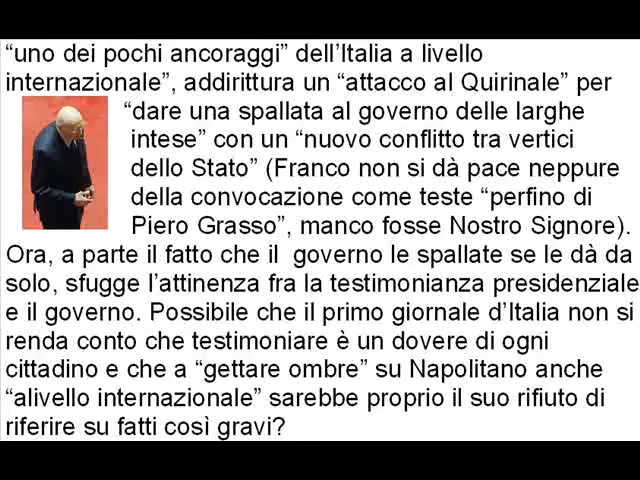 “uno dei pochi ancoraggi” dell’Italia a livello
internazionale”, addirittura un “attacco al Quirinale” per
“dare una spallata al governo delle larghe
intese” con un “nuovo conflitto tra vertici
dello Stato” (Franco non si dà pace neppure
della convocazione come teste “perfino di
Piero Grasso”, manco fosse Nostro Signore).
Ora, a parte il fatto che il  governo le spallate se le dà da
solo, sfugge l’attinenza fra la testimonianza presidenziale
e il governo. Possibile che il primo giornale d’Italia non si
renda conto che testimoniare è un dovere di ogni
cittadino e che a “gettare ombre” su Napolitano anche
“alivello internazionale” sarebbe proprio il suo rifiuto di
riferire su fatti così gravi?